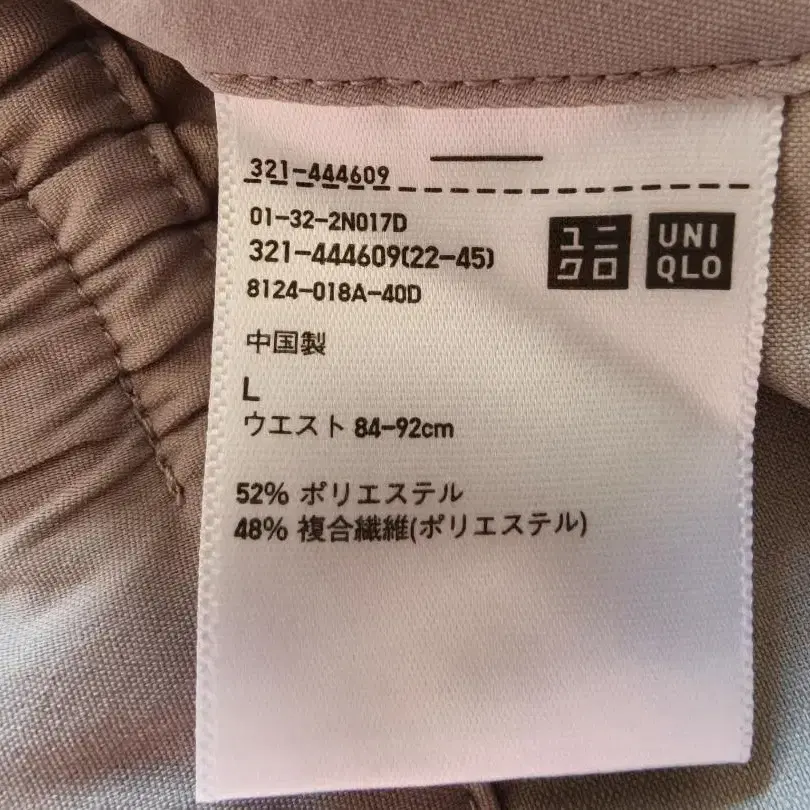 321-444609
01-32-2N017D
321-444609(22-45)
8124-018A-40D
ユニ
クロ
UNI
QLO
中国製
L
ウエスト 84-92cm
52% ポリエステル
48% 複合繊維(ポリエステル)